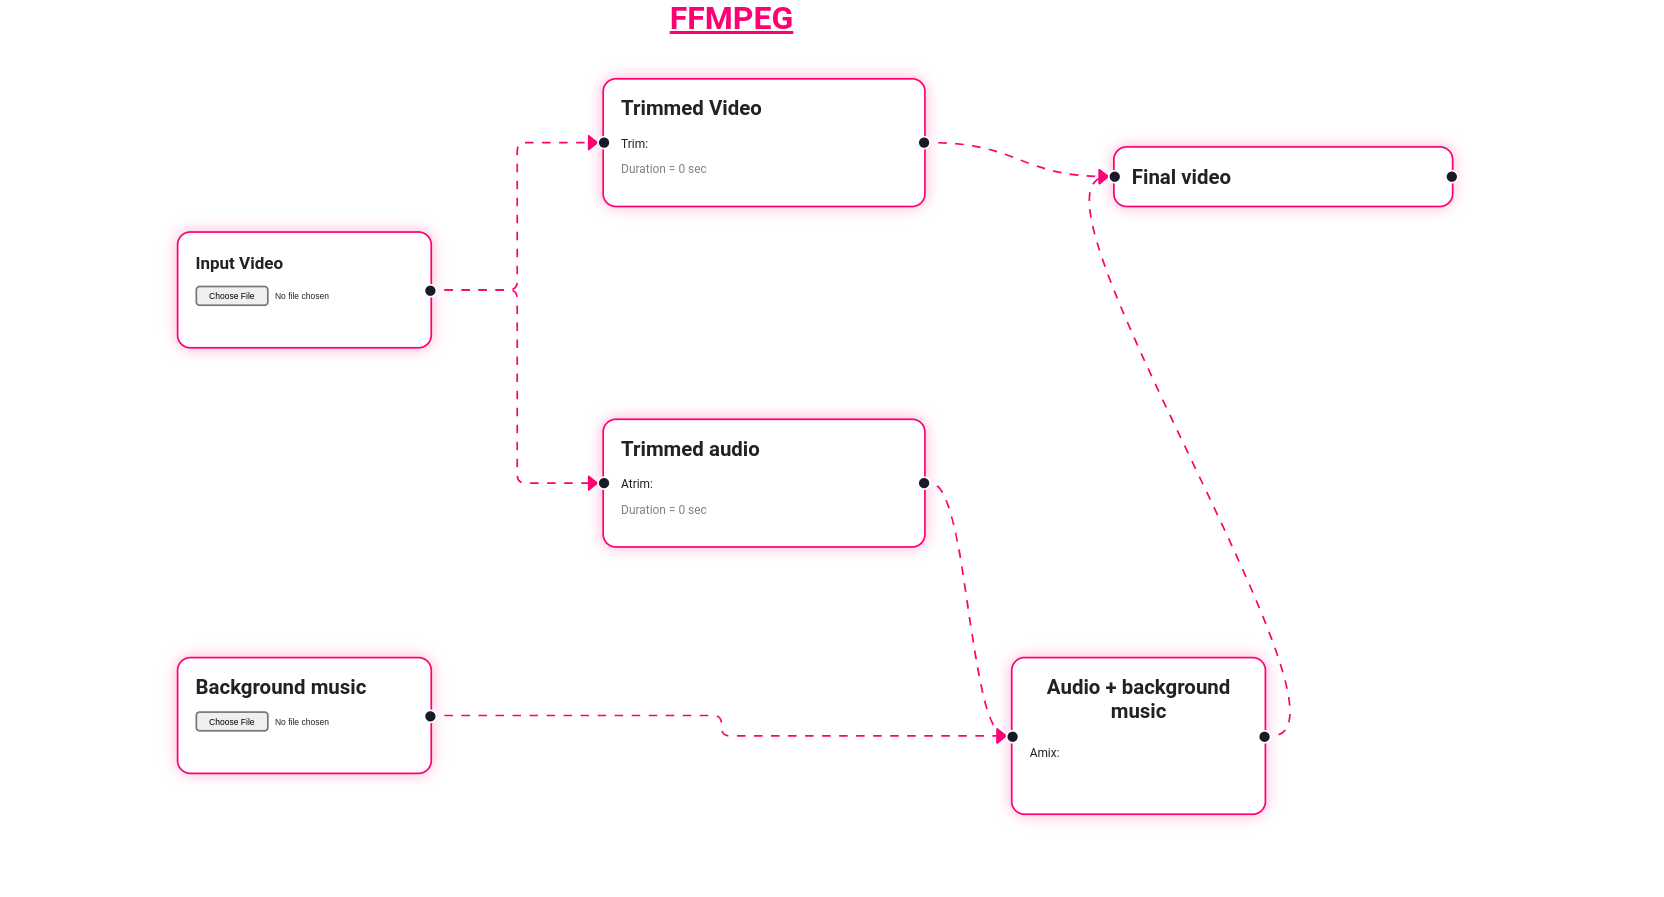 FFMPEG
Trimmed Video
Trim:
Duration = 0 sec
Final video
Input Video
Choose File No file chosen
Trimmed audio
Atrim:
Duration = 0 sec
Background music
Choose File No file chosen
Audio + background
music
Amix: